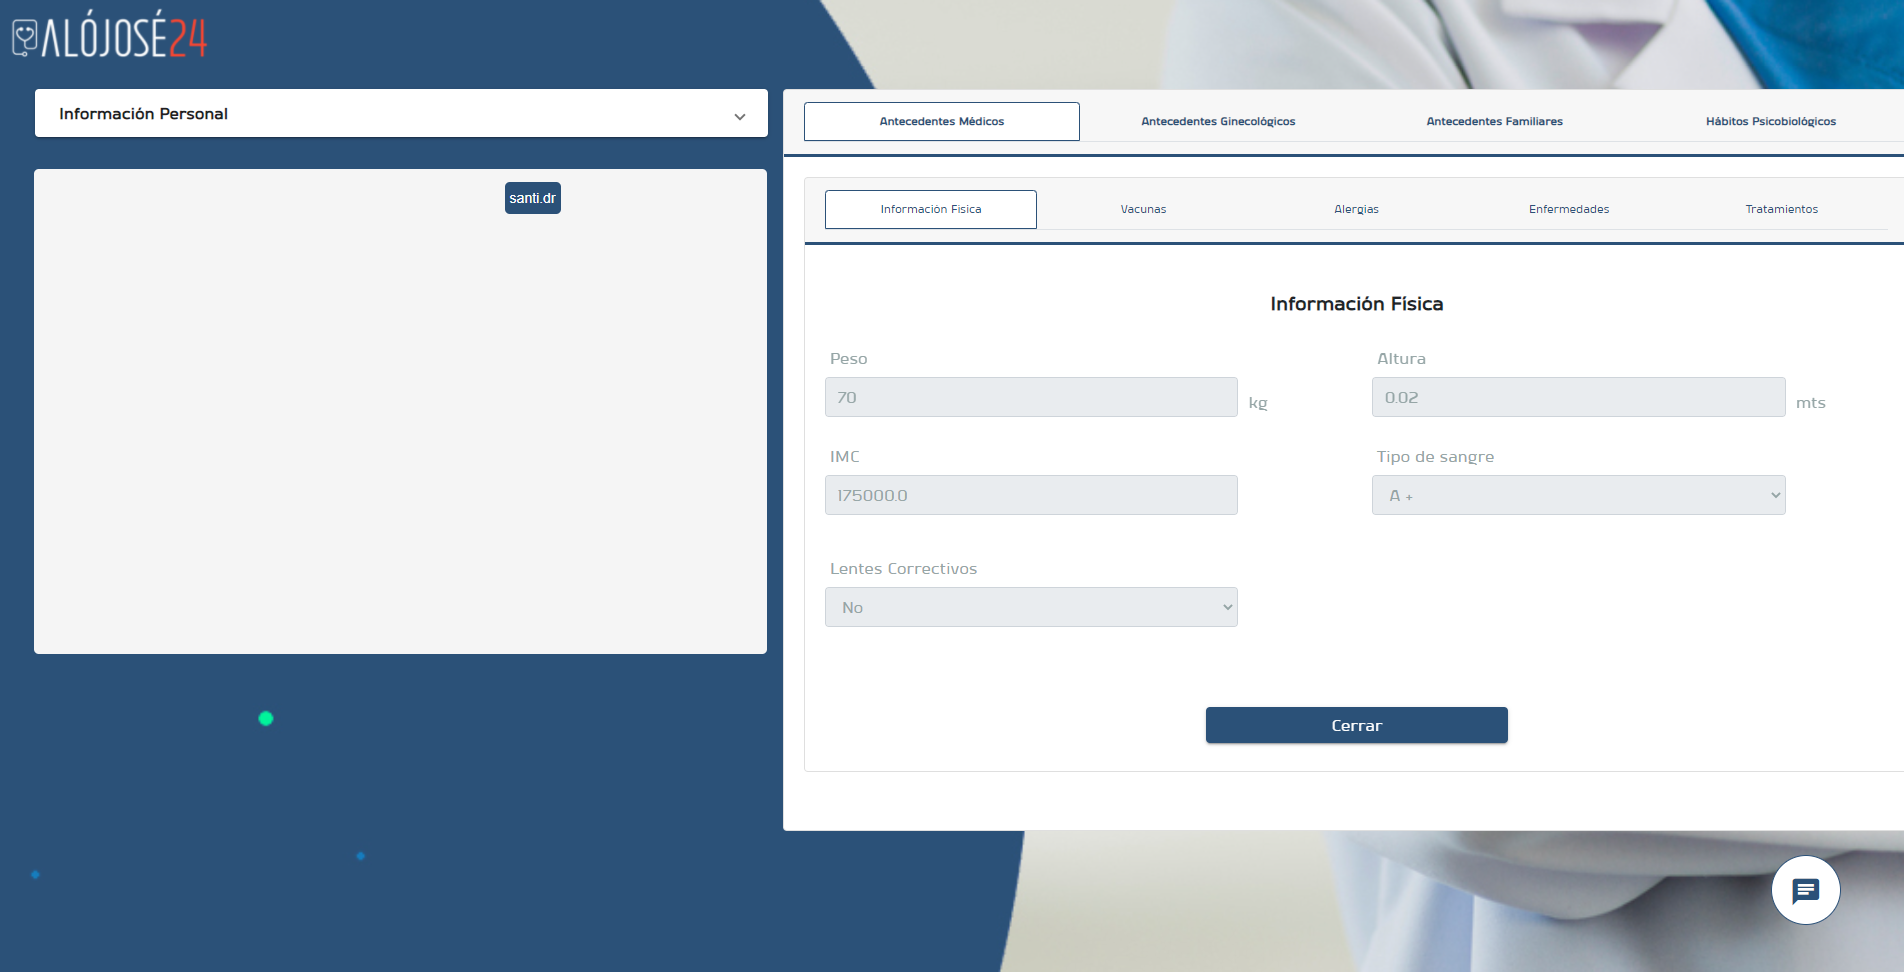 ALÓJOSÉ24
Información Personal
santi.dr
Antecedentes Médicos
Antecedentes Ginecológicos
Antecedentes Familiares
Hábitos Psicobiológicos
Información Fisica
Vacunas
Alergias
Enfermedades
Tratamientos
Información Física
Peso
70
kg
Altura
0.02
mts
IMC
175000.0
Tipo de sangre
A +
Lentes Correctivos
No
Cerrar